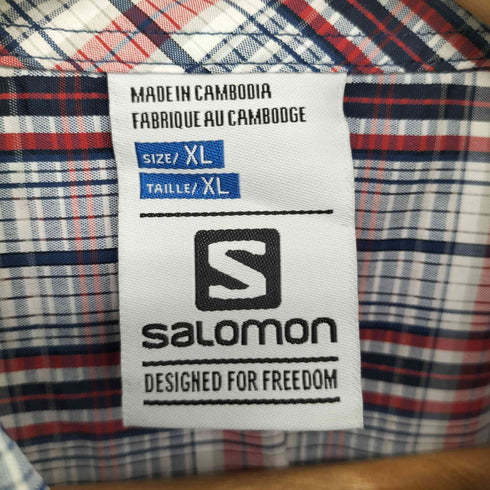 MADE IN CAMBODIA
FABRIQUE AU CAMBODGE
SIZE/ XL
TAILLE/ XL
S
SALOMON
DESIGNED FOR FREEDOM